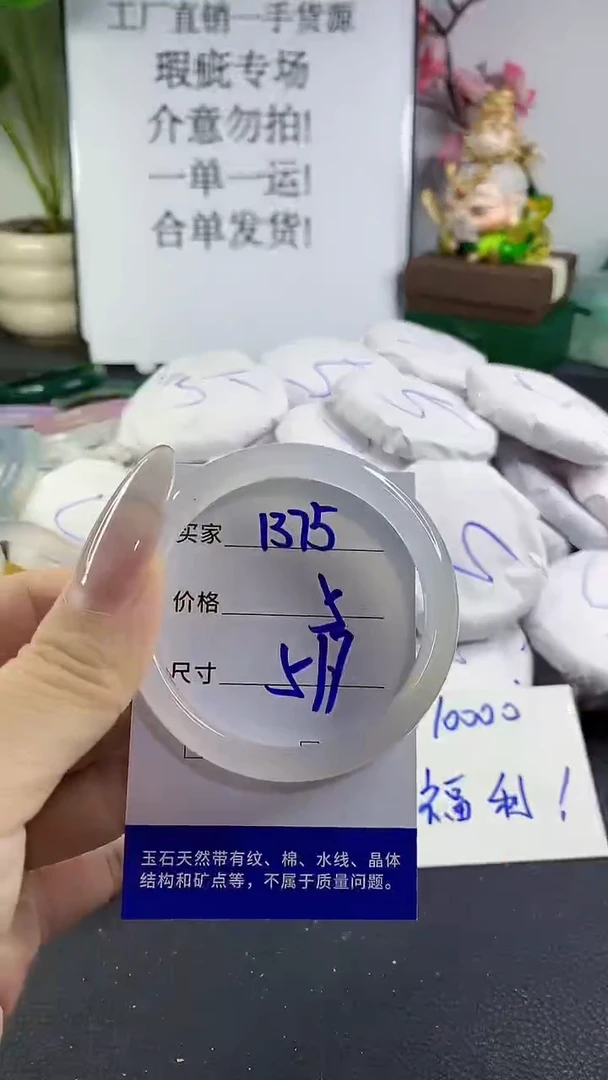 工厂直销一手货源
瑕疵专场
介意勿拍!
一单一运!
合单发货!
买家 1375
价格
尺寸
10000
福利!
玉石天然带有纹、棉、水线、晶体
结构和矿点等，不属于质量问题。